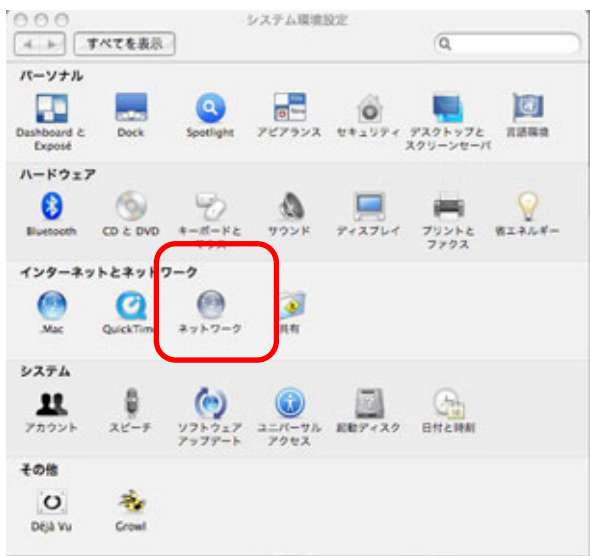 システム環境設定
すべてを表示
パーソナル
Dashboard と Exposé
Dock
Spotlight
アピアランス
セキュリティ
デスクトップと スクリーンセーバ
言語環境
ハードウェア
Bluetooth
CD と DVD
キーボードと マウス
サウンド
ディスプレイ
プリントと ファクス
省エネルギー
インターネットとネットワーク
.Mac
QuickTime
ネットワーク
共有
システム
アカウント
スピーチ
ソフトウェア アップデート
ユニバーサル アクセス
起動ディスク
日付と時刻
その他
Déjà Vu
Growl